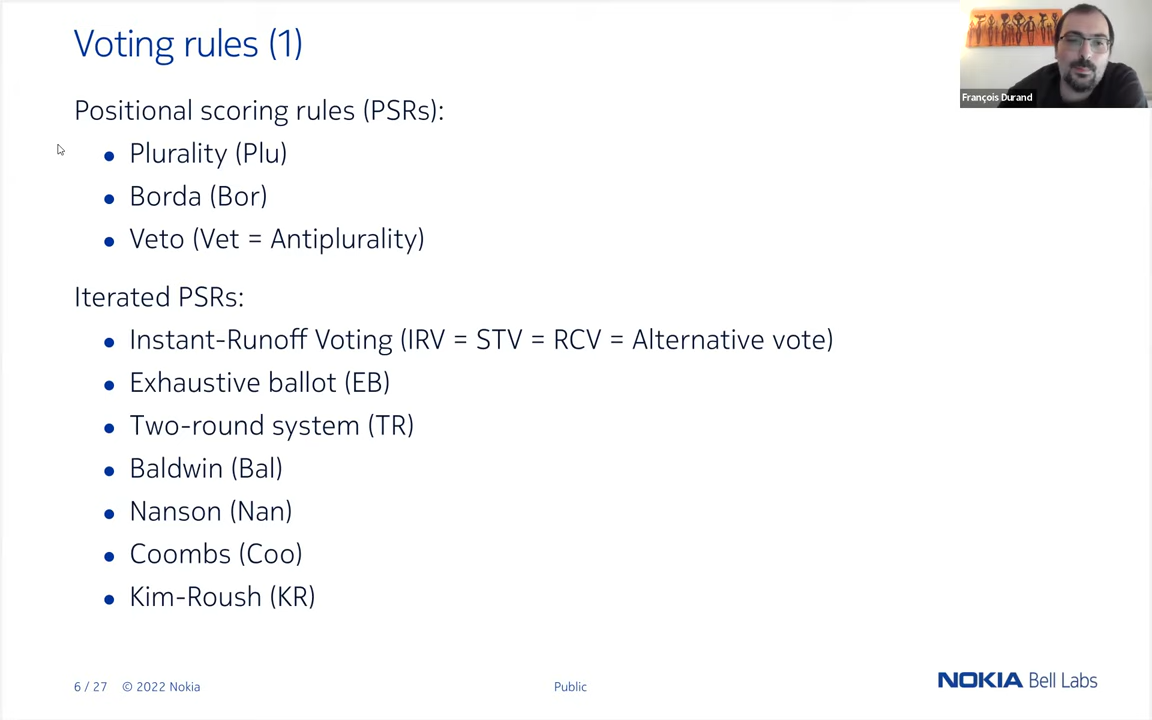 Voting rules (1)
François Durand
Positional scoring rules (PSRs):
Plurality (Plu)
Borda (Bor)
Veto (Vet = Antiplurality)
Iterated PSRs:
Instant-Runoff Voting (IRV = STV = RCV = Alternative vote)
Exhaustive ballot (EB)
Two-round system (TR)
Baldwin (Bal)
Nanson (Nan)
Coombs (Coo)
Kim-Roush (KR)
6 / 27 © 2022 Nokia
Public
NOKIA Bell Labs